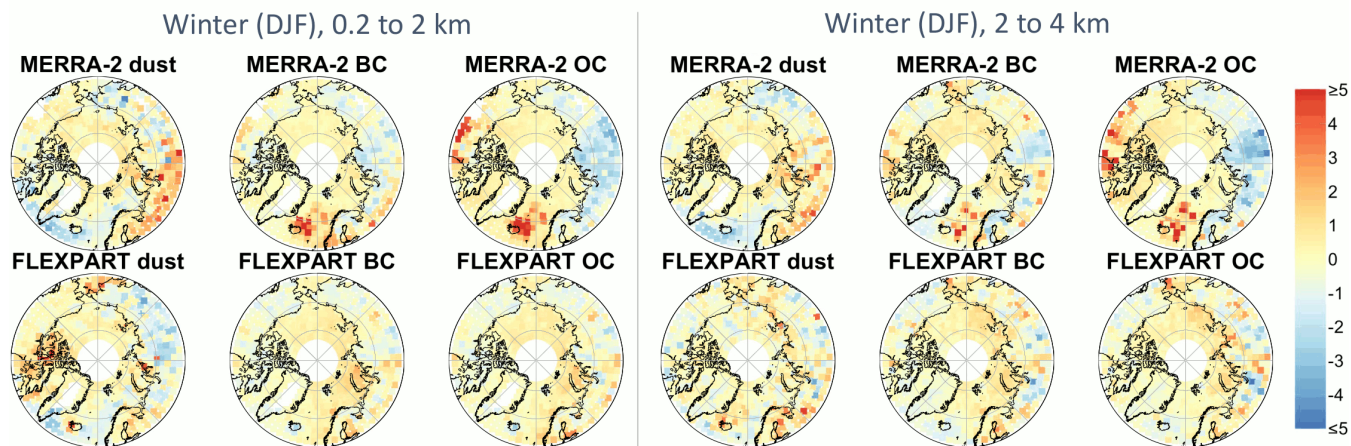 Winter (DJF), 0.2 to 2 km
Winter (DJF), 2 to 4 km
MERRA-2 dust MERRA-2 BC MERRA-2 OC MERRA-2 dust MERRA-2 BC MERRA-2 OC
FLEXPART dust FLEXPART BC FLEXPART OC FLEXPART dust FLEXPART BC FLEXPART OC
≥5
4
3
2
1
0
-1
-2
-3
-4
≤5